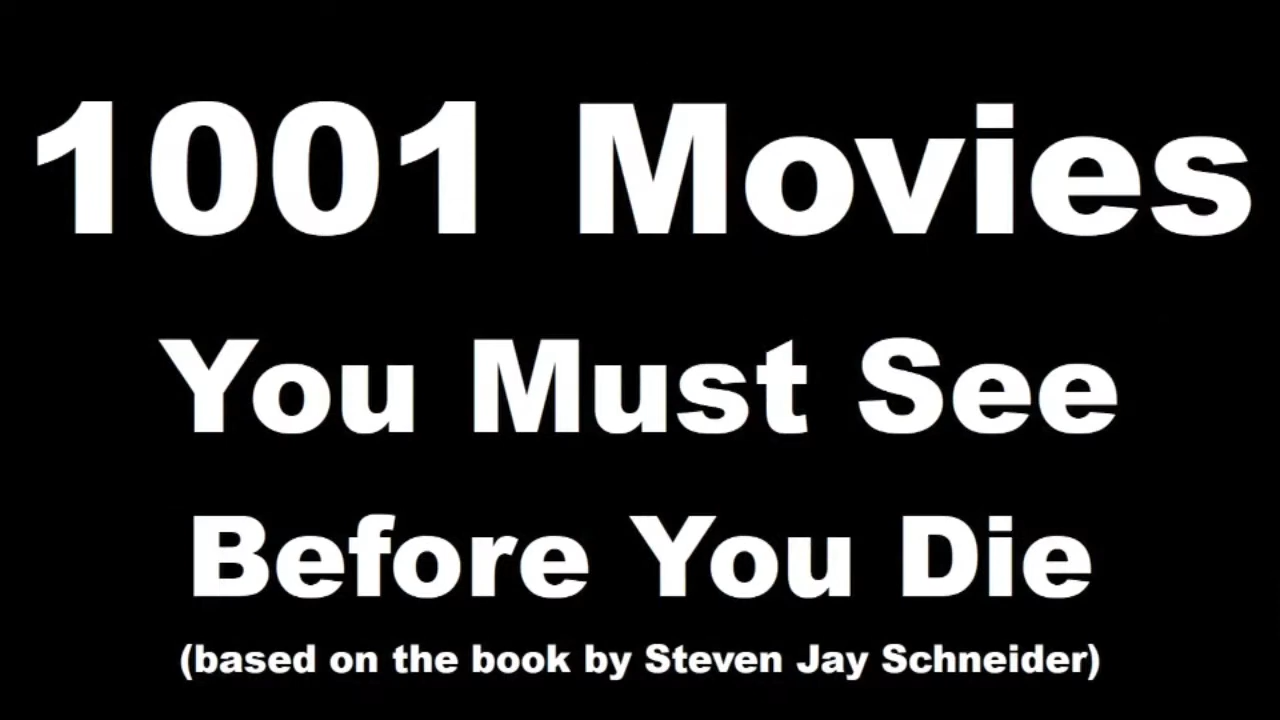 1001 Movies
You Must See
Before You Die
(based on the book by Steven Jay Schneider)